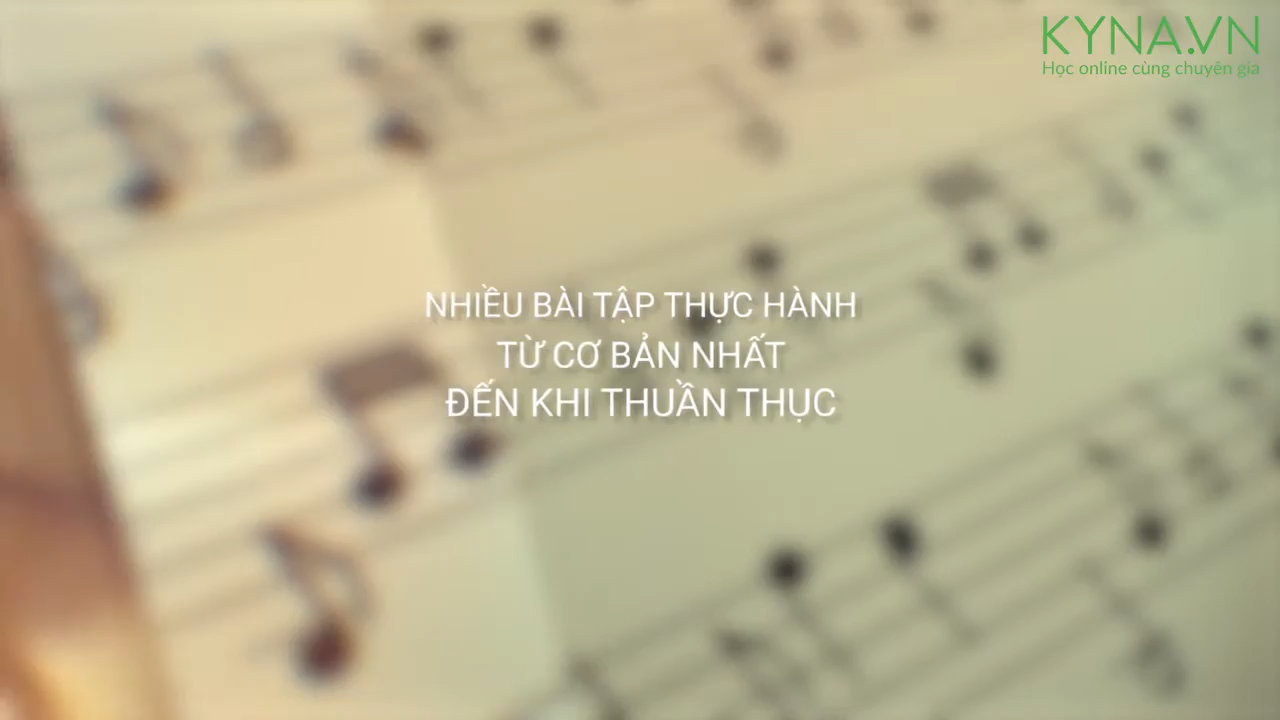 KYNA.VN
Học online cùng chuyên gia
NHIỀU BÀI TẬP THỰC HÀNH
TỪ CƠ BẢN NHẤT
ĐẾN KHI THUẦN THỤC